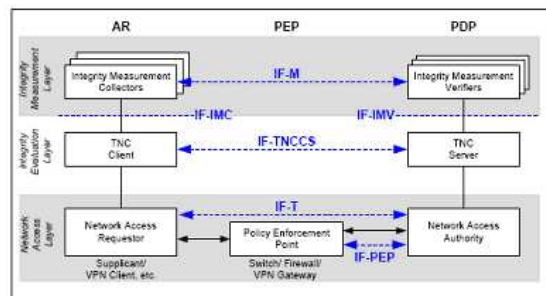 AR
PEP
PDP
Integrity
Measurement
Layer
Integrity Measurement
Collectors
IF-M
Integrity Measurement
Verifiers
IF-IMC
IF-IMV
Integrity
Evaluation
Layer
TNC
Client
IF-TNCCS
TNC
Server
Network
Access
Layer
Network Access
Requestor
IF-T
Policy Enforcement
Point
Network Access
Authority
IF-PEP
Supplicant/
VPN Client, etc.
Switch/ Firewall/
VPN Gateway